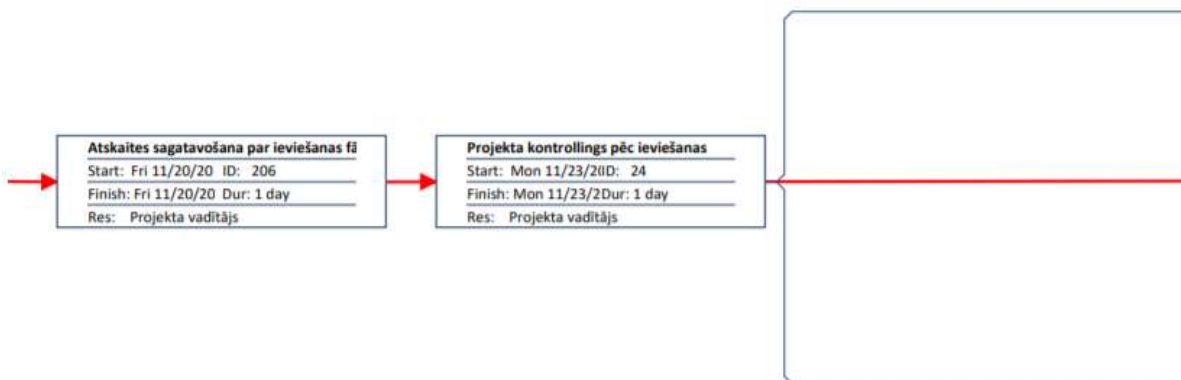 Atskaites sagatavošana par ieviešanas fā
Start: Fri 11/20/20 ID: 206
Finish: Fri 11/20/20 Dur: 1 day
Res: Projekta vadītājs
Projekta kontrollings pēc ieviešanas
Start: Mon 11/23/20 ID: 24
Finish: Mon 11/23/2 Dur: 1 day
Res: Projekta vadītājs